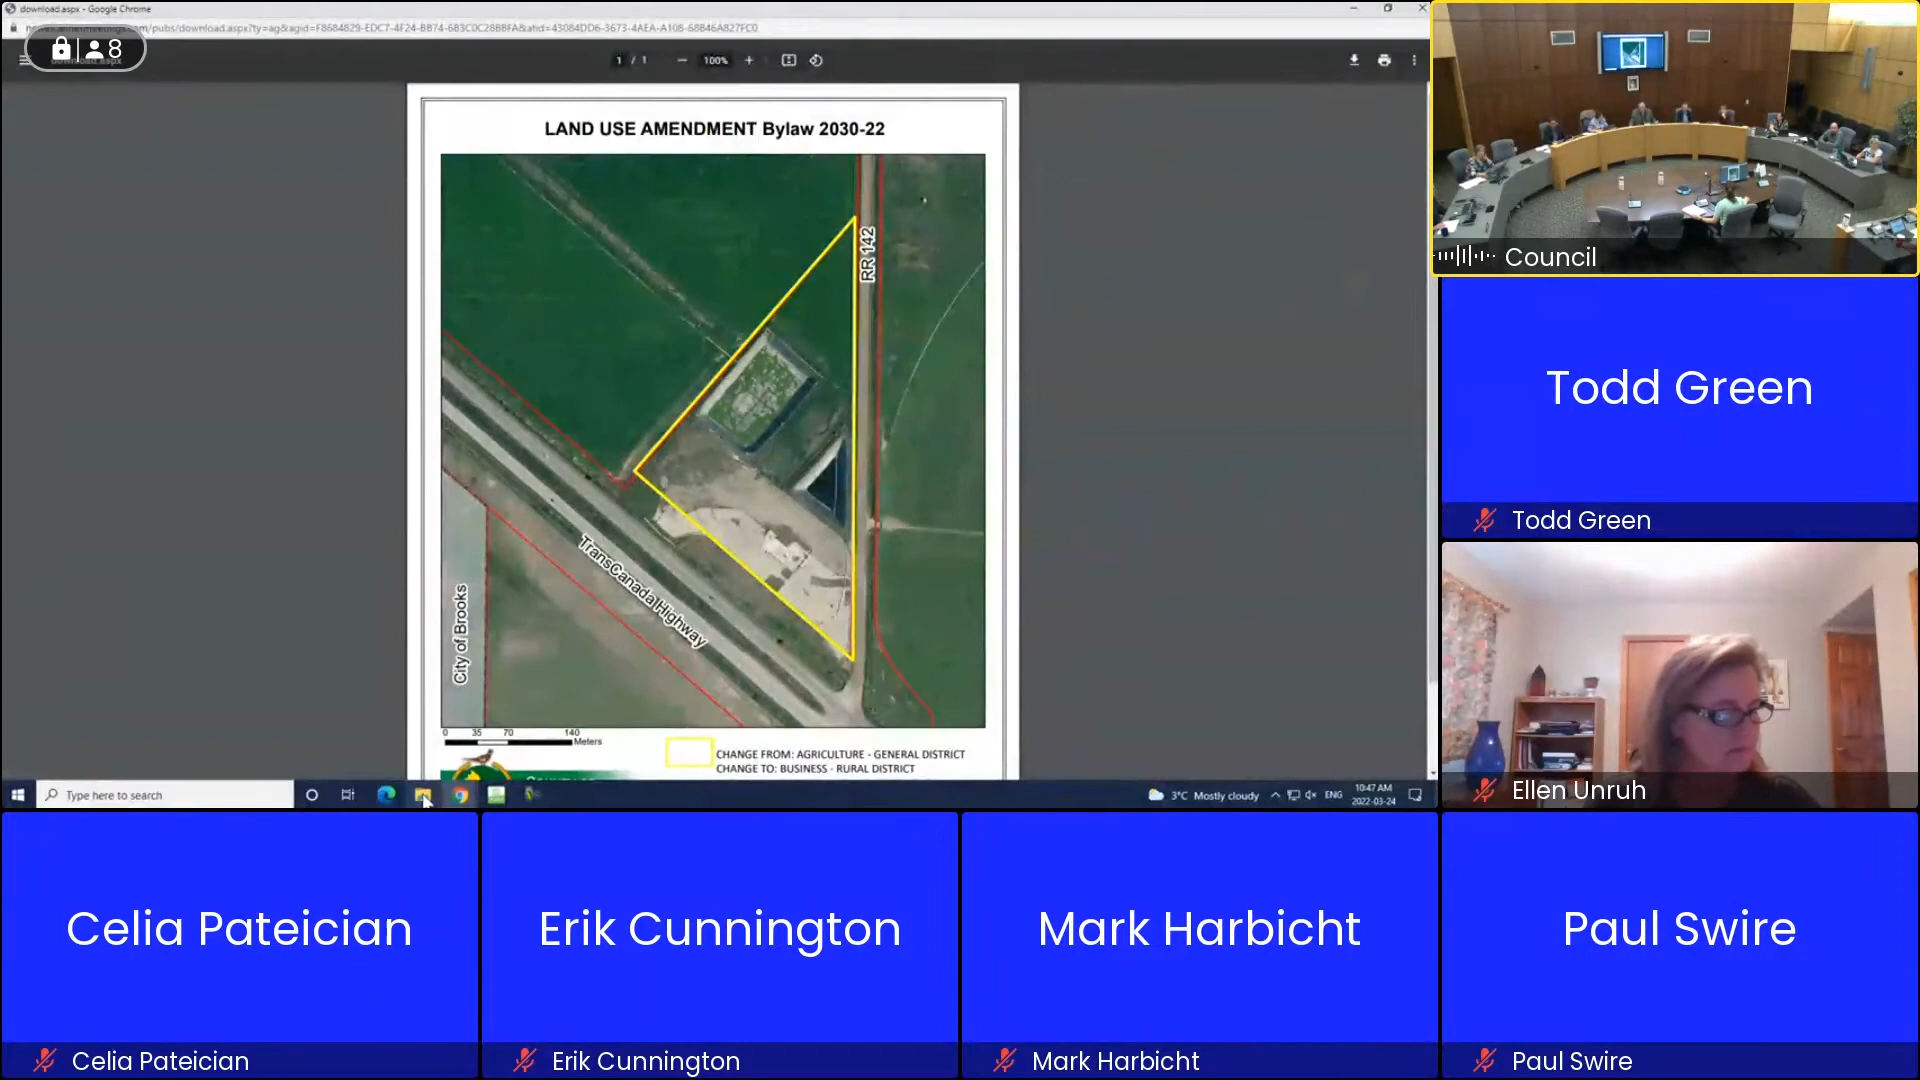 download.aspx - Google Chrome
8
1 / 1
100%
LAND USE AMENDMENT Bylaw 2030-22
RR 142
TransCanada Highway
City of Brooks
0 35 70 140
Meters
CHANGE FROM: AGRICULTURE - GENERAL DISTRICT
CHANGE TO: BUSINESS - RURAL DISTRICT
Type here to search
3°C Mostly cloudy
ENG
10:47 AM
2022-03-24
Council
Todd Green
Todd Green
Ellen Unruh
Celia Pateician
Celia Pateician
Erik Cunnington
Erik Cunnington
Mark Harbicht
Mark Harbicht
Paul Swire
Paul Swire